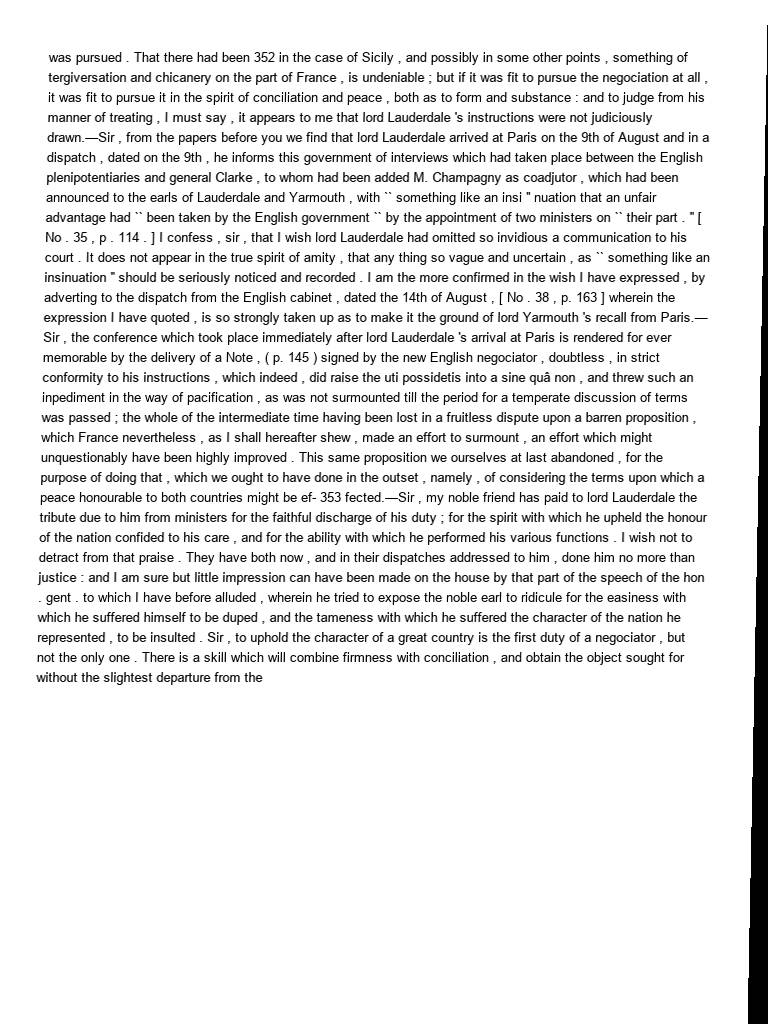 was pursued . That there had been 352 in the case of Sicily , and possibly in some other points , something of
tergiversation and chicanery on the part of France , is undeniable ; but if it was fit to pursue the negociation at all ,
it was fit to pursue it in the spirit of conciliation and peace , both as to form and substance : and to judge from his
manner of treating , I must say , it appears to me that lord Lauderdale 's instructions were not judiciously
drawn.—Sir , from the papers before you we find that lord Lauderdale arrived at Paris on the 9th of August and in a
dispatch , dated on the 9th , he informs this government of interviews which had taken place between the English
plenipotentiaries and general Clarke , to whom had been added M. Champagny as coadjutor , which had been
announced to the earls of Lauderdale and Yarmouth , with `` something like an insi " nuation that an unfair
advantage had `` been taken by the English government `` by the appointment of two ministers on `` their part . " [
No . 35 , p . 114 . ] I confess , sir , that I wish lord Lauderdale had omitted so invidious a communication to his
court . It does not appear in the true spirit of amity , that any thing so vague and uncertain , as `` something like an
insinuation " should be seriously noticed and recorded . I am the more confirmed in the wish I have expressed , by
adverting to the dispatch from the English cabinet , dated the 14th of August , [ No . 38 , p. 163 ] wherein the
expression I have quoted , is so strongly taken up as to make it the ground of lord Yarmouth 's recall from Paris.—
Sir , the conference which took place immediately after lord Lauderdale 's arrival at Paris is rendered for ever
memorable by the delivery of a Note , ( p. 145 ) signed by the new English negotiator , doubtless , in strict
conformity to his instructions , which indeed , did raise the uti possidetis into a sine quâ non , and threw such an
inpediment in the way of pacification , as was not surmounted till the period for a temperate discussion of terms
was passed ; the whole of the intermediate time having been lost in a fruitless dispute upon a barren proposition ,
which France nevertheless , as I shall hereafter shew , made an effort to surmount , an effort which might
unquestionably have been highly improved . This same proposition we ourselves at last abandoned , for the
purpose of doing that , which we ought to have done in the outset , namely , of considering the terms upon which a
peace honourable to both countries might be ef- 353 fected.—Sir , my noble friend has paid to lord Lauderdale the
tribute due to him from ministers for the faithful discharge of his duty ; for the spirit with which he upheld the honour
of the nation confided to his care , and for the ability with which he performed his various functions . I wish not to
detract from that praise . They have both now , and in their dispatches addressed to him , done him no more than
justice : and I am sure but little impression can have been made on the house by that part of the speech of the hon
. gent . to which I have before alluded , wherein he tried to expose the noble earl to ridicule for the easiness with
which he suffered himself to be duped , and the tameness with which he suffered the character of the nation he
represented , to be insulted . Sir , to uphold the character of a great country is the first duty of a negociator , but
not the only one . There is a skill which will combine firmness with conciliation , and obtain the object sought for
without the slightest departure from the